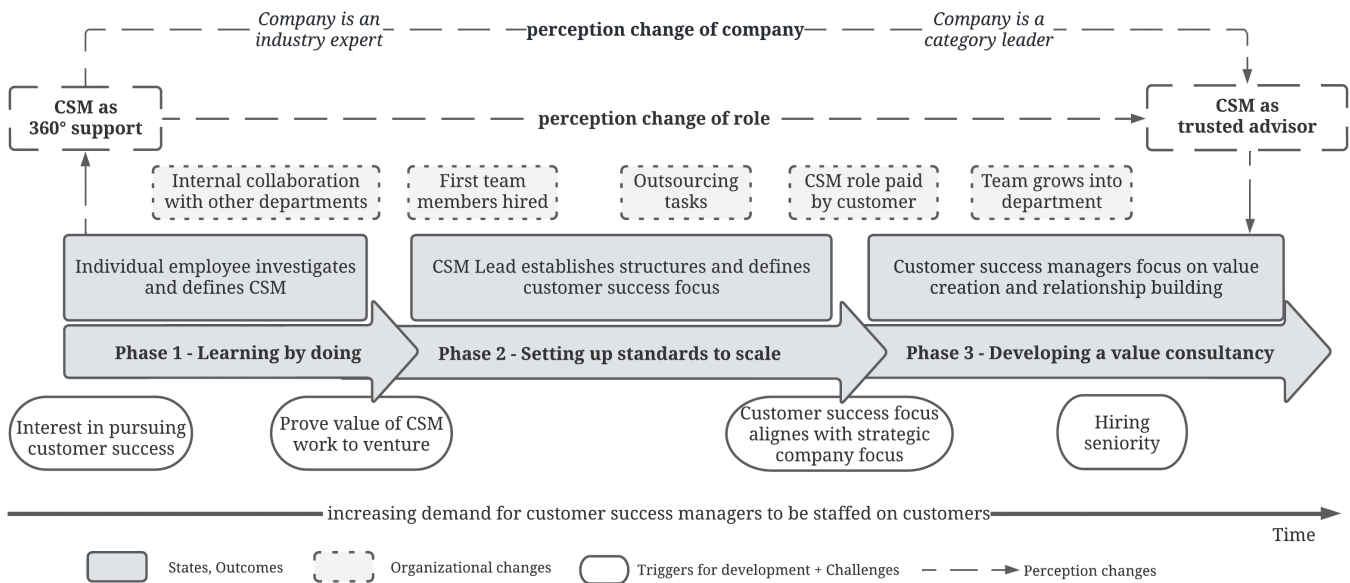 Company is an
industry expert
perception change of company
Company is a
category leader
CSM as
360° support
perception change of role
CSM as
trusted advisor
Internal collaboration
with other departments
First team
members hired
Outsourcing
tasks
CSM role paid
by customer
Team grows into
department
Individual employee investigates
and defines CSM
CSM Lead establishes structures and defines
customer success focus
Customer success managers focus on value
creation and relationship building
Phase 1 - Learning by doing
Phase 2 - Setting up standards to scale
Phase 3 - Developing a value consultancy
Interest in pursuing
customer success
Prove value of CSM
work to venture
Customer success focus
alignes with strategic
company focus
Hiring
seniority
increasing demand for customer success managers to be staffed on customers
Time
States, Outcomes
Organizational changes
Triggers for development + Challenges
Perception changes